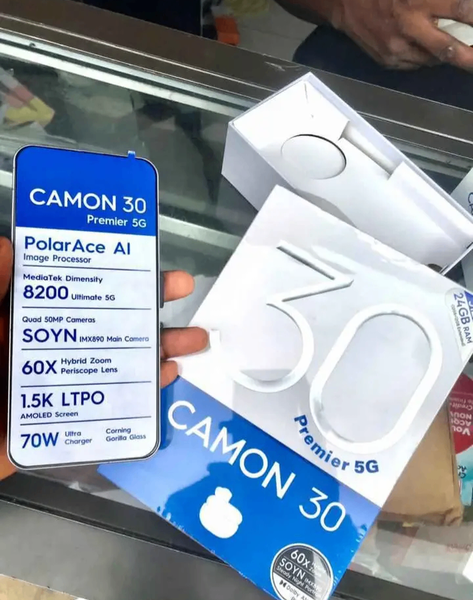 CAMON 30
Premier 5G
PolarAce AI
Image Processor
MediaTek Dimensity
8200 Ultimate 5G
Quad 50MP Cameras
SOYN IMX890 Main Camera
60X Hybrid Zoom
Periscope Lens
1.5K LTPO
AMOLED Screen
70W Ultra Charger
Corning Gorilla Glass
30
Premier 5G
CAMON 30
24GB RAM
60X
SOYN IMX